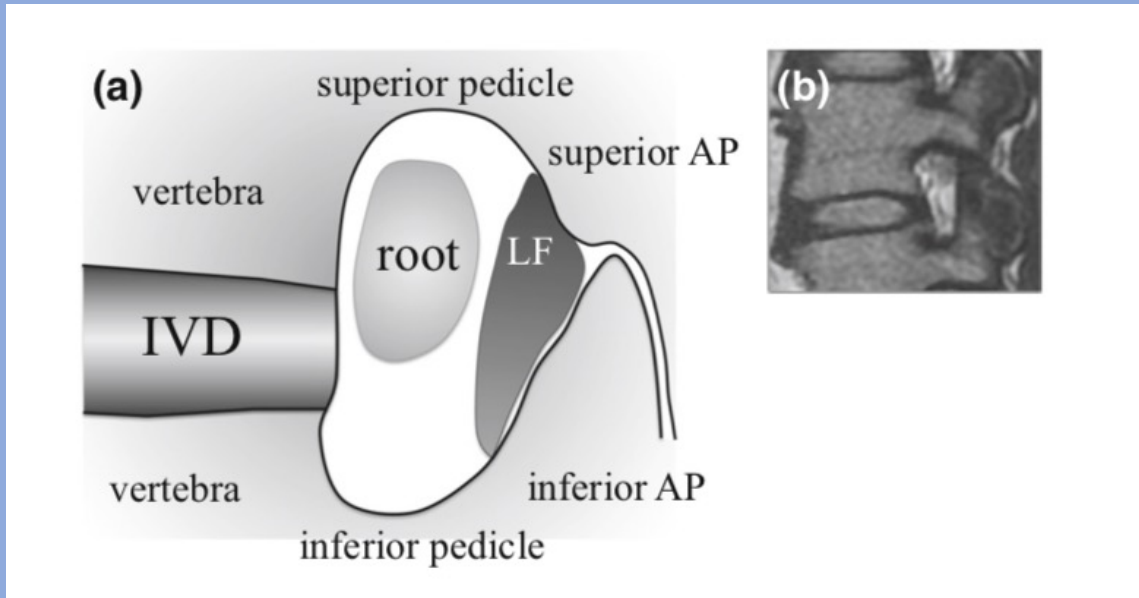 (a)
superior pedicle
(b)
superior AP
vertebra
root
LF
IVD
vertebra
inferior AP
inferior pedicle